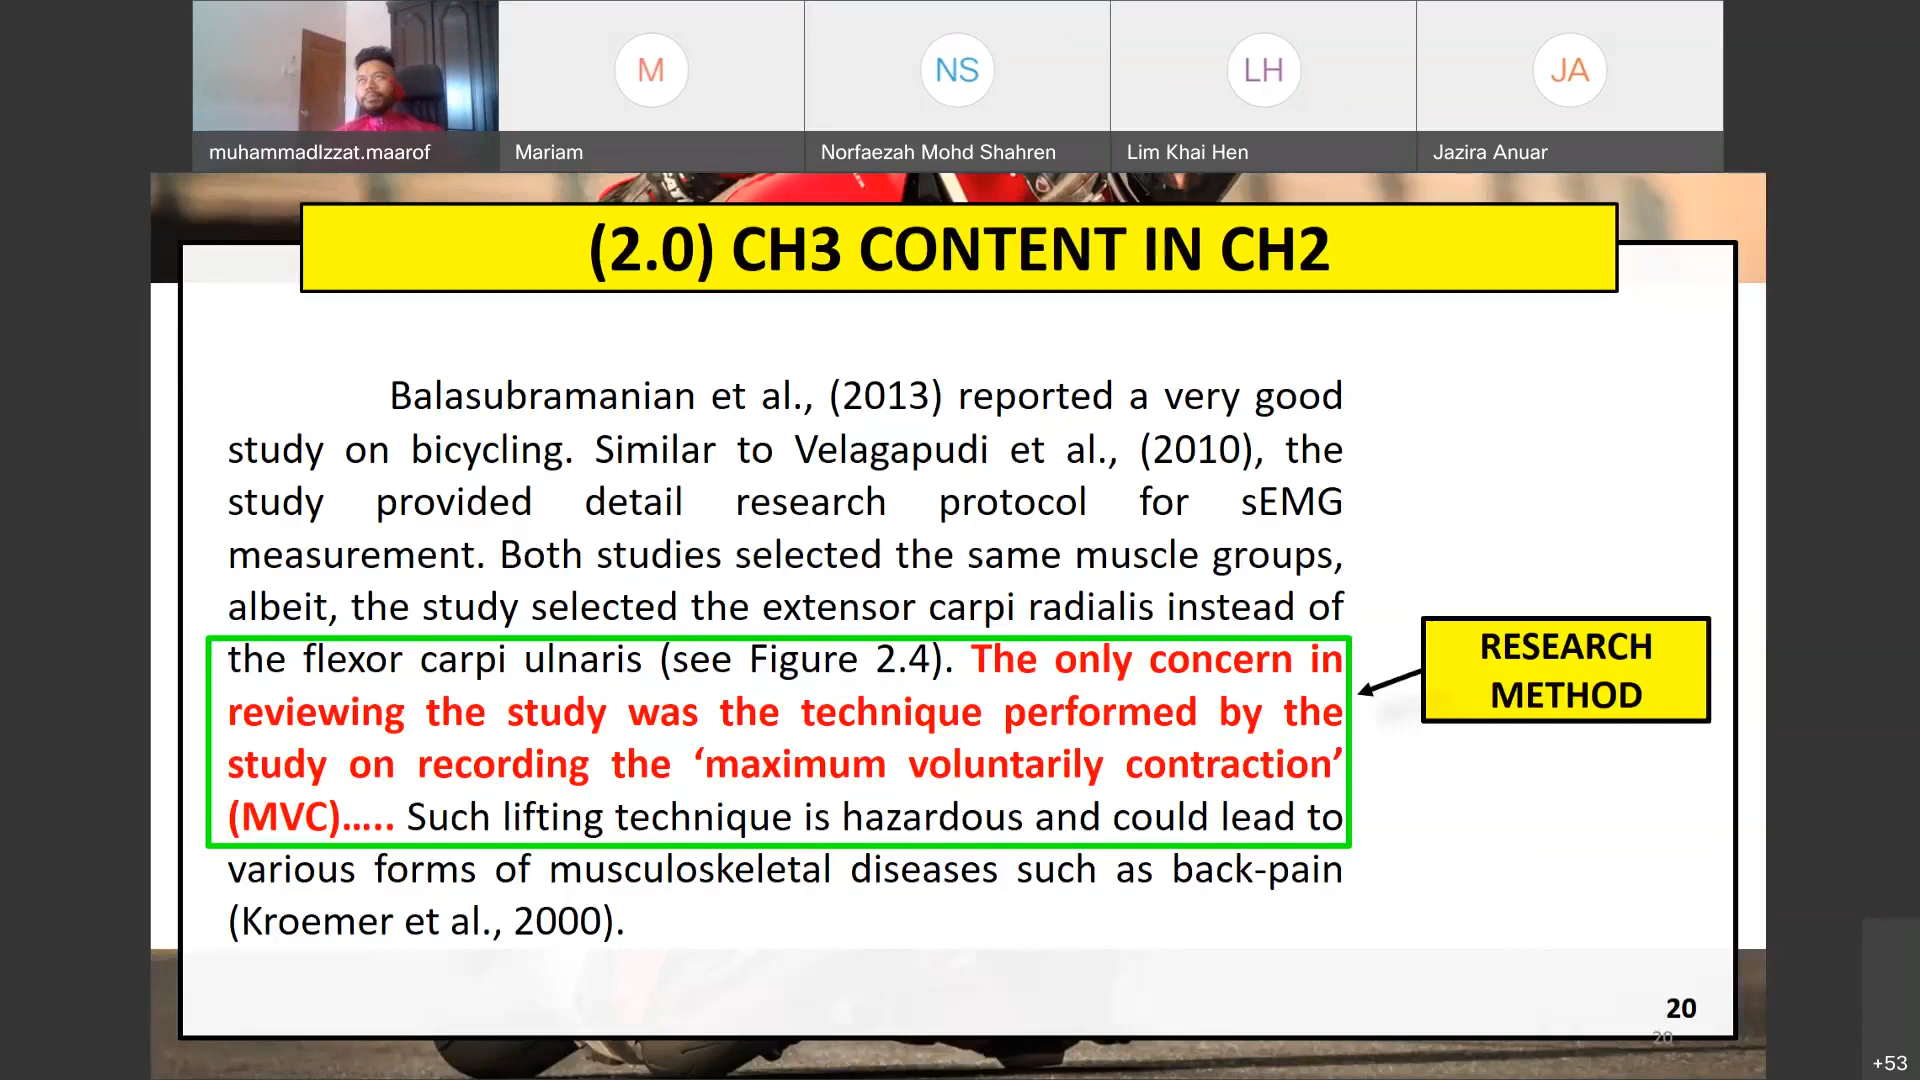 M
NS
LH
JA
muhammadIzzat.maarof
Mariam
Norfaezah Mohd Shahren
Lim Khai Hen
Jazira Anuar
(2.0) CH3 CONTENT IN CH2
Balasubramanian et al., (2013) reported a very good
study on bicycling. Similar to Velagapudi et al., (2010), the
study provided detail research protocol for sEMG
measurement. Both studies selected the same muscle groups,
albeit, the study selected the extensor carpi radialis instead of
the flexor carpi ulnaris (see Figure 2.4). The only concern in
reviewing the study was the technique performed by the
study on recording the ‘maximum voluntarily contraction’
(MVC)….. Such lifting technique is hazardous and could lead to
various forms of musculoskeletal diseases such as back-pain
(Kroemer et al., 2000).
RESEARCH
METHOD
20
20
+53